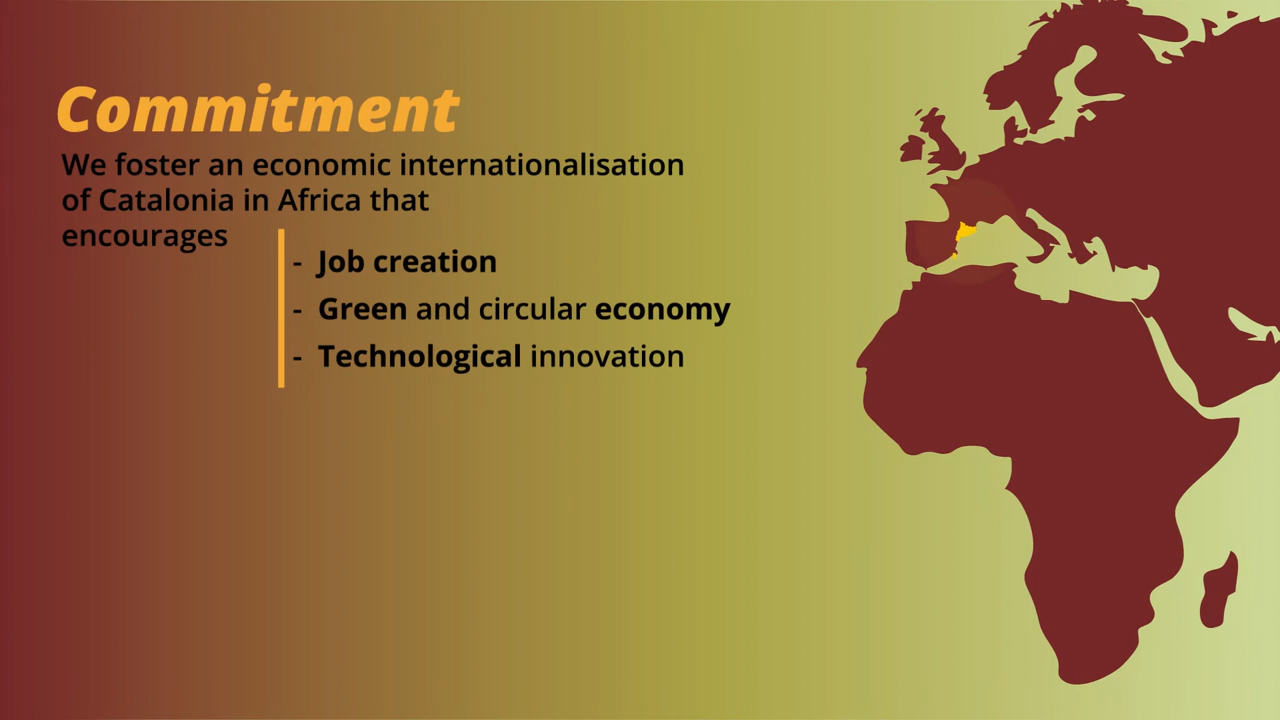 Commitment
We foster an economic internationalisation
of Catalonia in Africa that
encourages
- Job creation
- Green and circular economy
- Technological innovation